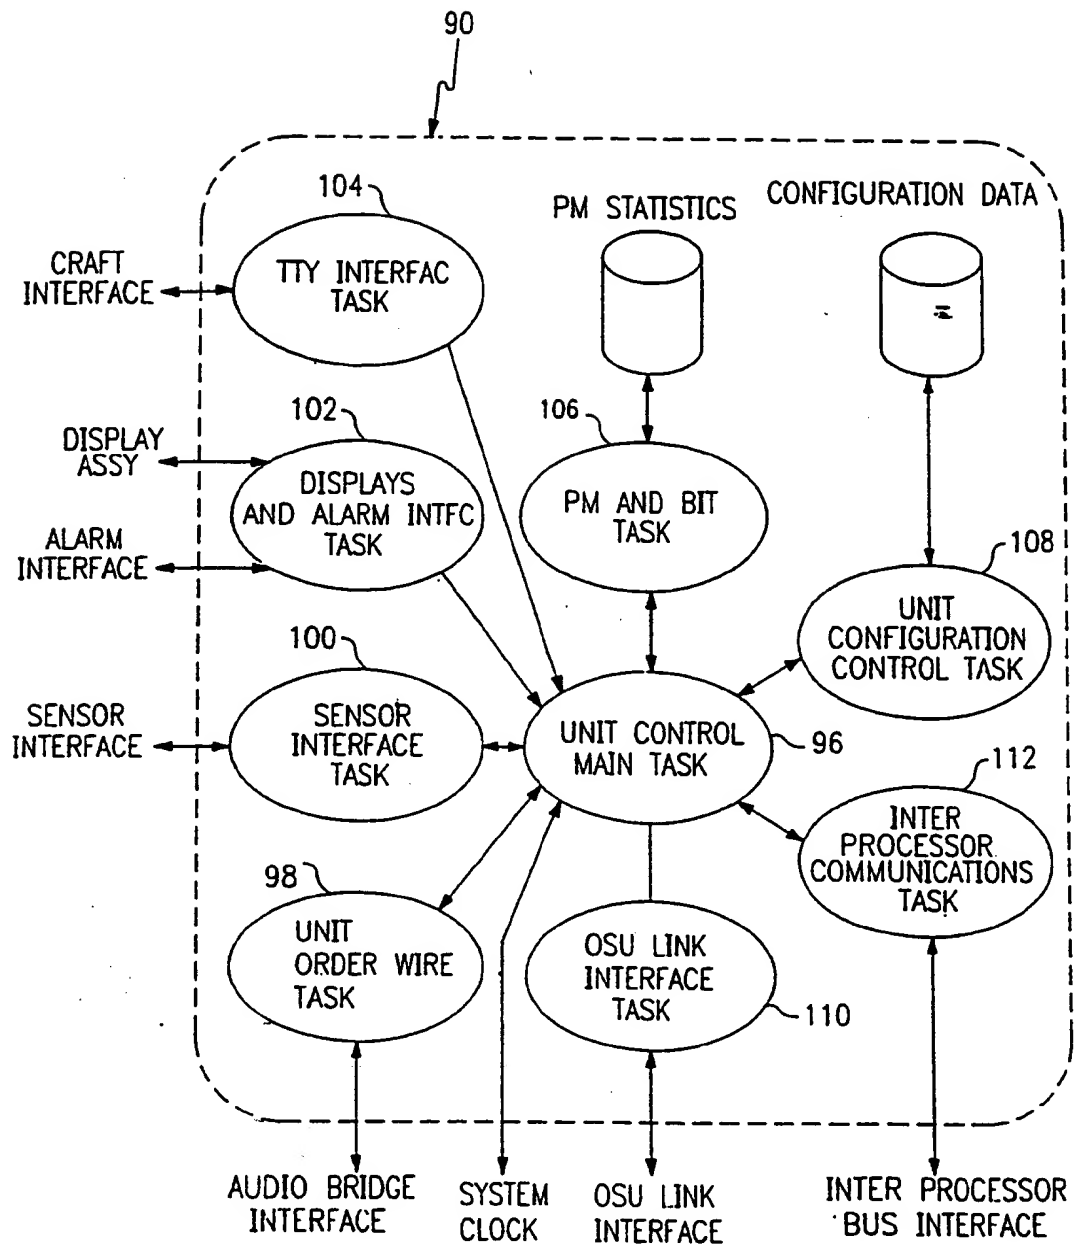 90
104
PM STATISTICS
CONFIGURATION DATA
CRAFT
INTERFACE
TTY INTERFAC
TASK
102
106
DISPLAY
ASSY
DISPLAYS
AND ALARM INTFC
TASK
PM AND BIT
TASK
ALARM
INTERFACE
108
UNIT
CONFIGURATION
CONTROL TASK
100
SENSOR
INTERFACE
SENSOR
INTERFACE
TASK
UNIT CONTROL
MAIN TASK
96
112
INTER
PROCESSOR
COMMUNICATIONS
TASK
98
UNIT
ORDER WIRE
TASK
OSU LINK
INTERFACE
TASK
110
AUDIO BRIDGE
INTERFACE
SYSTEM
CLOCK
OSU LINK
INTERFACE
INTER PROCESSOR
BUS INTERFACE